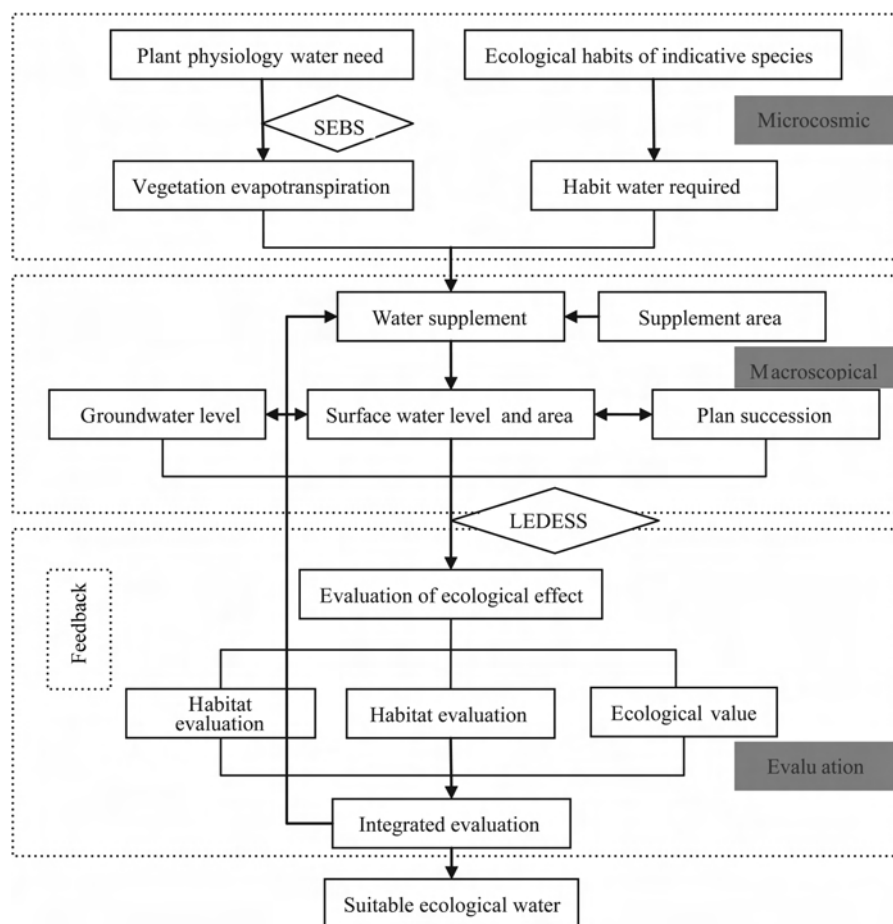 Plant physiology water need
Ecological habits of indicative species
SEBS
Microcosmic
Vegetation evapotranspiration
Habit water required
Water supplement
Supplement area
Macroscopical
Groundwater level
Surface water level and area
Plan succession
LEDESS
Feedback
Evaluation of ecological effect
Habitat
evaluation
Habitat evaluation
Ecological value
Evaluation
Integrated evaluation
Suitable ecological water